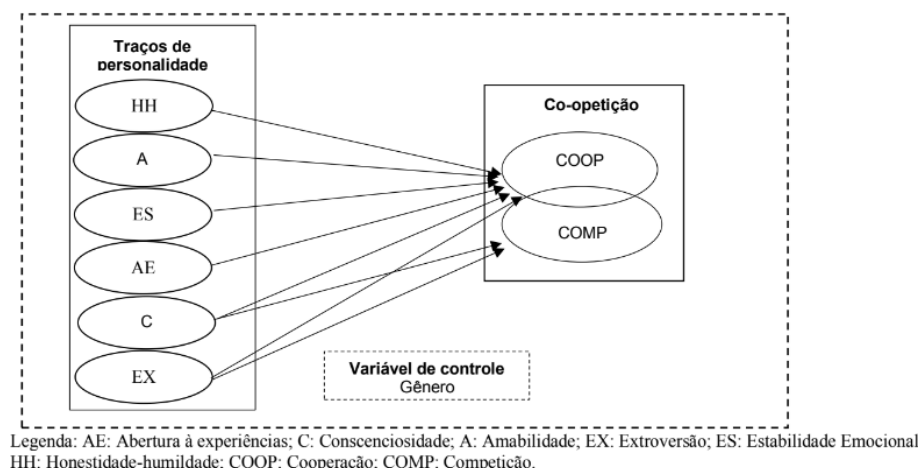 Traços de
personalidade
HH
A
ES
AE
C
EX
Co-opetição
COOP
COMP
Variável de controle
Gênero
Legenda: AE: Abertura à experiências; C: Conscenciosidade; A: Amabilidade; EX: Extroversão; ES: Estabilidade Emocional
HH: Honestidade-humildade; COOP: Cooperação; COMP: Competição.